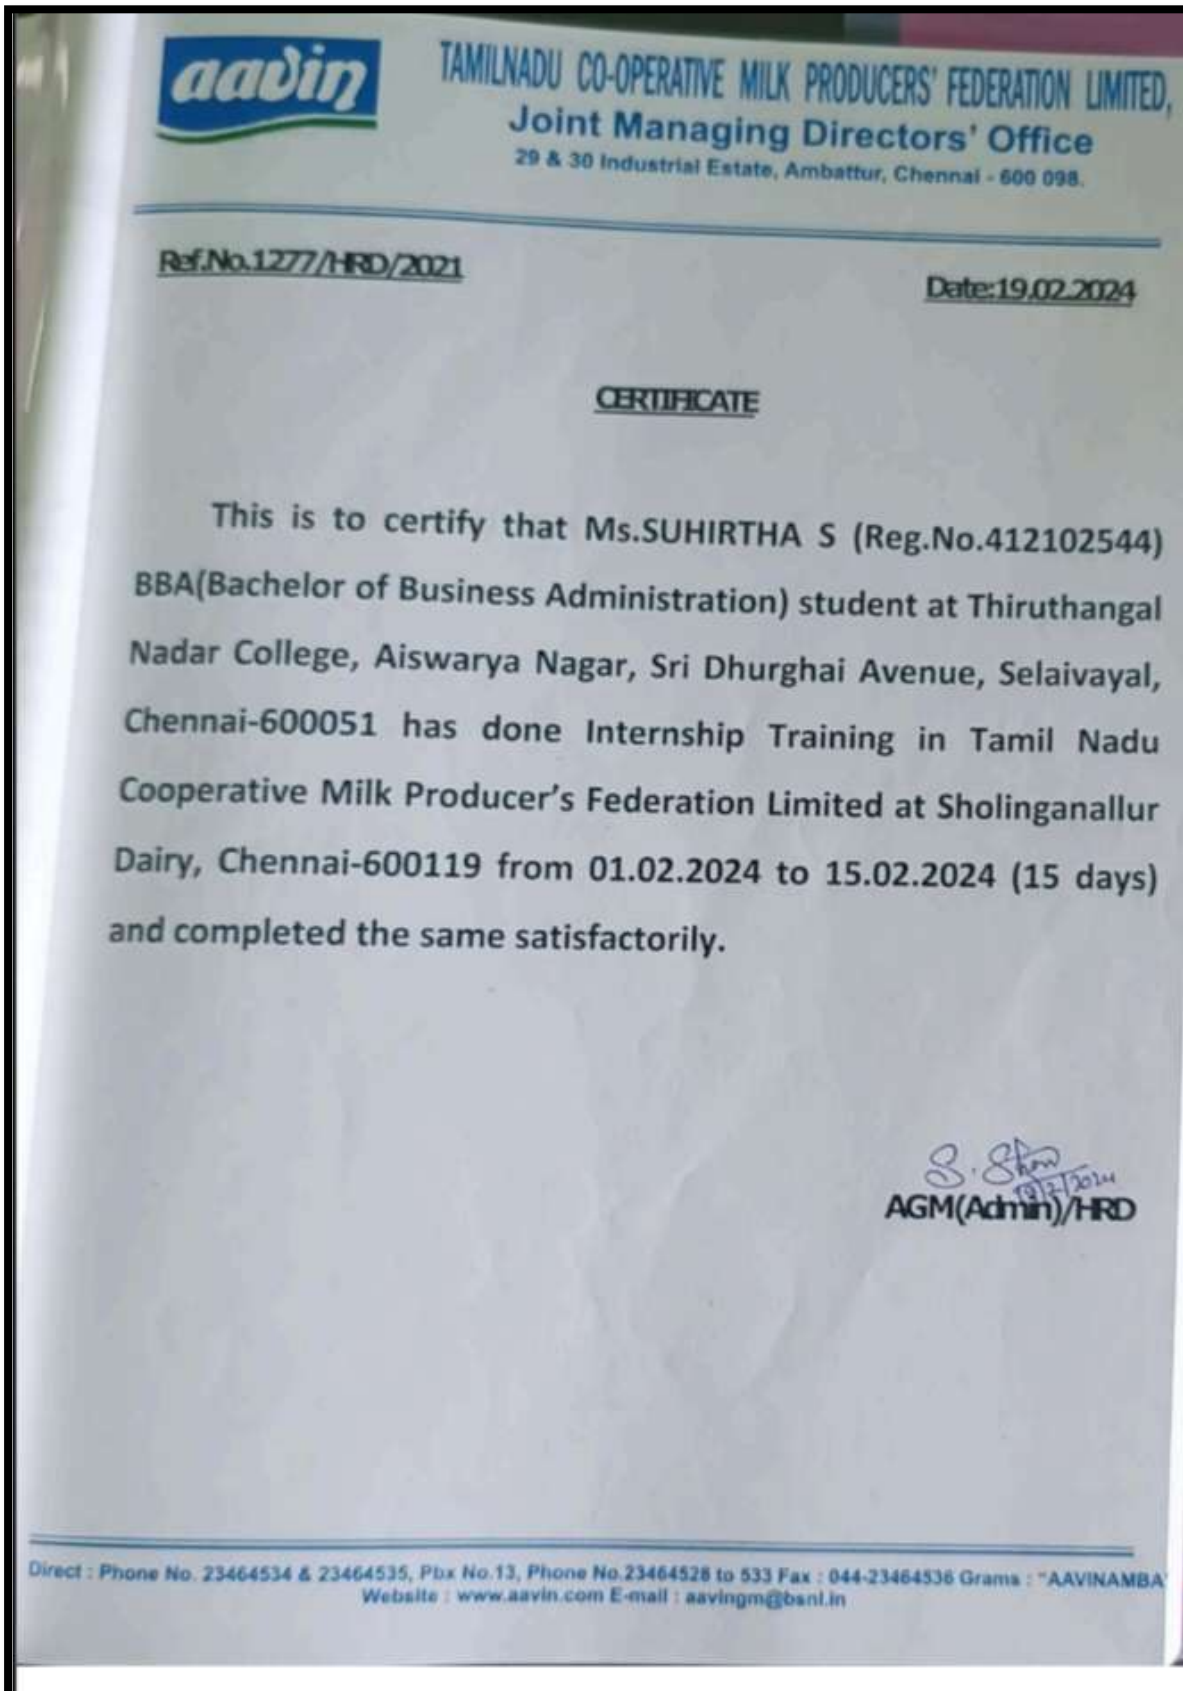 aavin
TAMILNADU CO-OPERATIVE MILK PRODUCERS' FEDERATION LIMITED,
Joint Managing Directors' Office
29 & 30 Industrial Estate, Ambattur, Chennai - 600 098.
Ref.No.1277/HRD/2021
Date:19.02.2024
CERTIFICATE
This is to certify that Ms.SUHIRTHA S (Reg.No.412102544)
BBA(Bachelor of Business Administration) student at Thiruthangal
Nadar College, Aiswarya Nagar, Sri Dhurghai Avenue, Selaivayal,
Chennai-600051 has done Internship Training in Tamil Nadu
Cooperative Milk Producer's Federation Limited at Sholinganallur
Dairy, Chennai-600119 from 01.02.2024 to 15.02.2024 (15 days)
and completed the same satisfactorily.
19/2/2024
AGM(Admin)/HRD
Direct : Phone No. 23464534 & 23464535, Pbx No.13, Phone No.23464528 to 533 Fax : 044-23464536 Grams : "AAVINAMBA"
Website : www.aavin.com E-mail : aavingm@bsnl.in